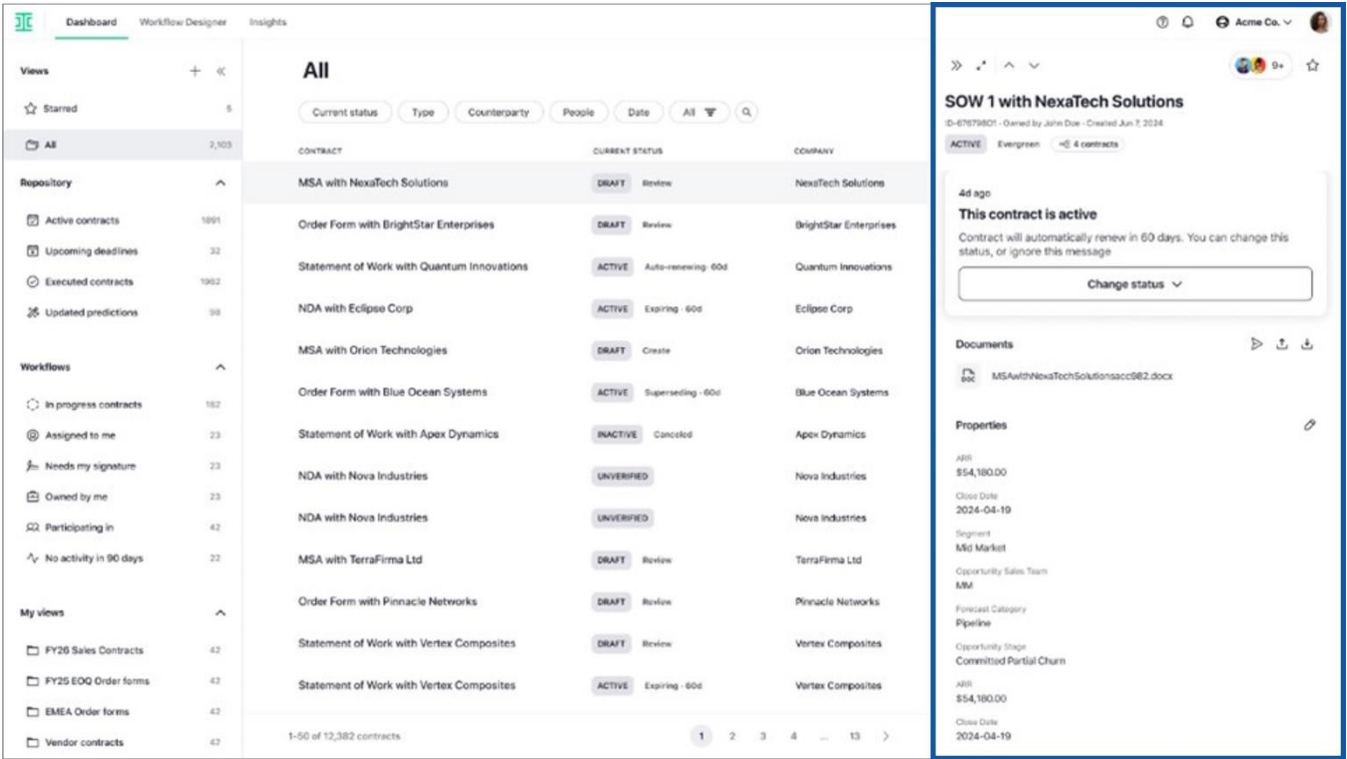 Dashboard Workflow Designer Insights
Acme Co.
Views
Starred 5
All 2,103
Repository
Active contracts 1891
Upcoming deadlines 32
Executed contracts 1982
Updated predictions 98
Workflows
In progress contracts 182
Assigned to me 23
Needs my signature 23
Owned by me 23
Participating in 42
No activity in 90 days 22
My views
FY26 Sales Contracts 42
FY25 EOQ Order forms 42
EMEA Order forms 42
Vendor contracts 42
All
Current status Type Counterparty People Date All
CONTRACT CURRENT STATUS COMPANY
MSA with NexaTech Solutions DRAFT Review NexaTech Solutions
Order Form with BrightStar Enterprises DRAFT Review BrightStar Enterprises
Statement of Work with Quantum Innovations ACTIVE Auto-renewing · 60d Quantum Innovations
NDA with Eclipse Corp ACTIVE Expiring · 60d Eclipse Corp
MSA with Orion Technologies DRAFT Create Orion Technologies
Order Form with Blue Ocean Systems ACTIVE Superseding · 60d Blue Ocean Systems
Statement of Work with Apex Dynamics INACTIVE Canceled Apex Dynamics
NDA with Nova Industries UNVERIFIED Nova Industries
NDA with Nova Industries UNVERIFIED Nova Industries
MSA with TerraFirma Ltd DRAFT Review TerraFirma Ltd
Order Form with Pinnacle Networks DRAFT Review Pinnacle Networks
Statement of Work with Vertex Composites DRAFT Review Vertex Composites
Statement of Work with Vertex Composites ACTIVE Expiring · 60d Vertex Composites
1-50 of 12,382 contracts 1 2 3 4 ... 13
9+
SOW 1 with NexaTech Solutions
Owned by John Doe · Created Jun 7, 2024
ACTIVE Evergreen 4 contracts
4d ago
This contract is active
Contract will automatically renew in 60 days. You can change this
status, or ignore this message
Change status
Documents
DOC MSAwithNexaTechSolutionsacc982.docx
Properties
ARR
$54,180.00
Close Date
2024-04-19
Segment
Mid Market
Opportunity Sales Team
MM
Forecast Category
Pipeline
Opportunity Stage
Committed Partial Churn
ARR
$54,180.00
Close Date
2024-04-19